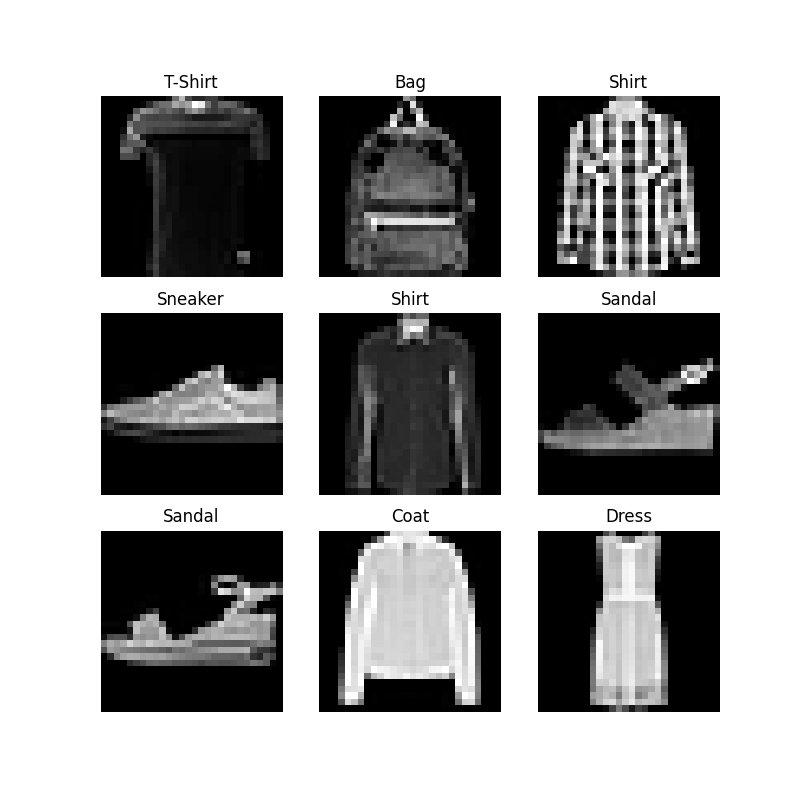 T-Shirt
Bag
Shirt
Sneaker
Shirt
Sandal
Sandal
Coat
Dress